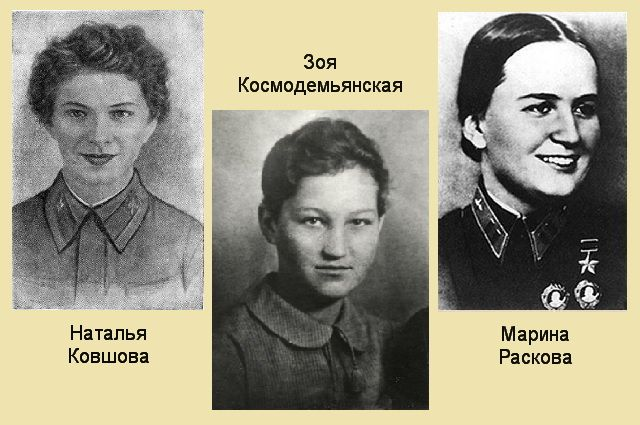 Зоя
Космодемьянская
Наталья
Ковшова
Марина
Раскова